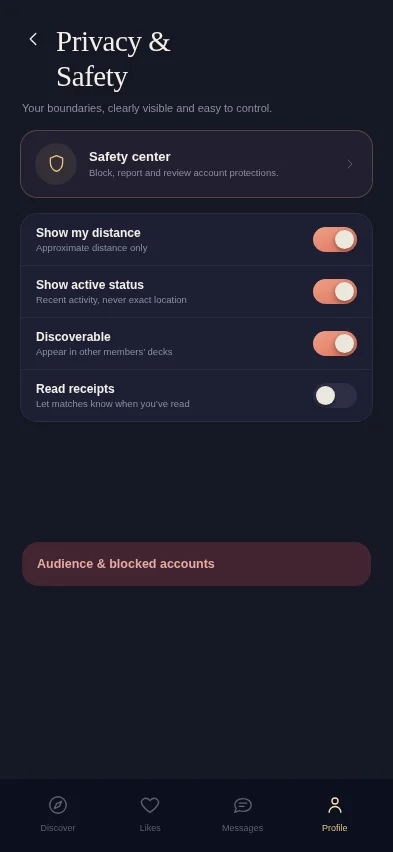 Privacy &
Safety
Your boundaries, clearly visible and easy to control.
Safety center
Block, report and review account protections.
Show my distance
Approximate distance only
Show active status
Recent activity, never exact location
Discoverable
Appear in other members' decks
Read receipts
Let matches know when you've read
Audience & blocked accounts
Discover
Likes
Messages
Profile